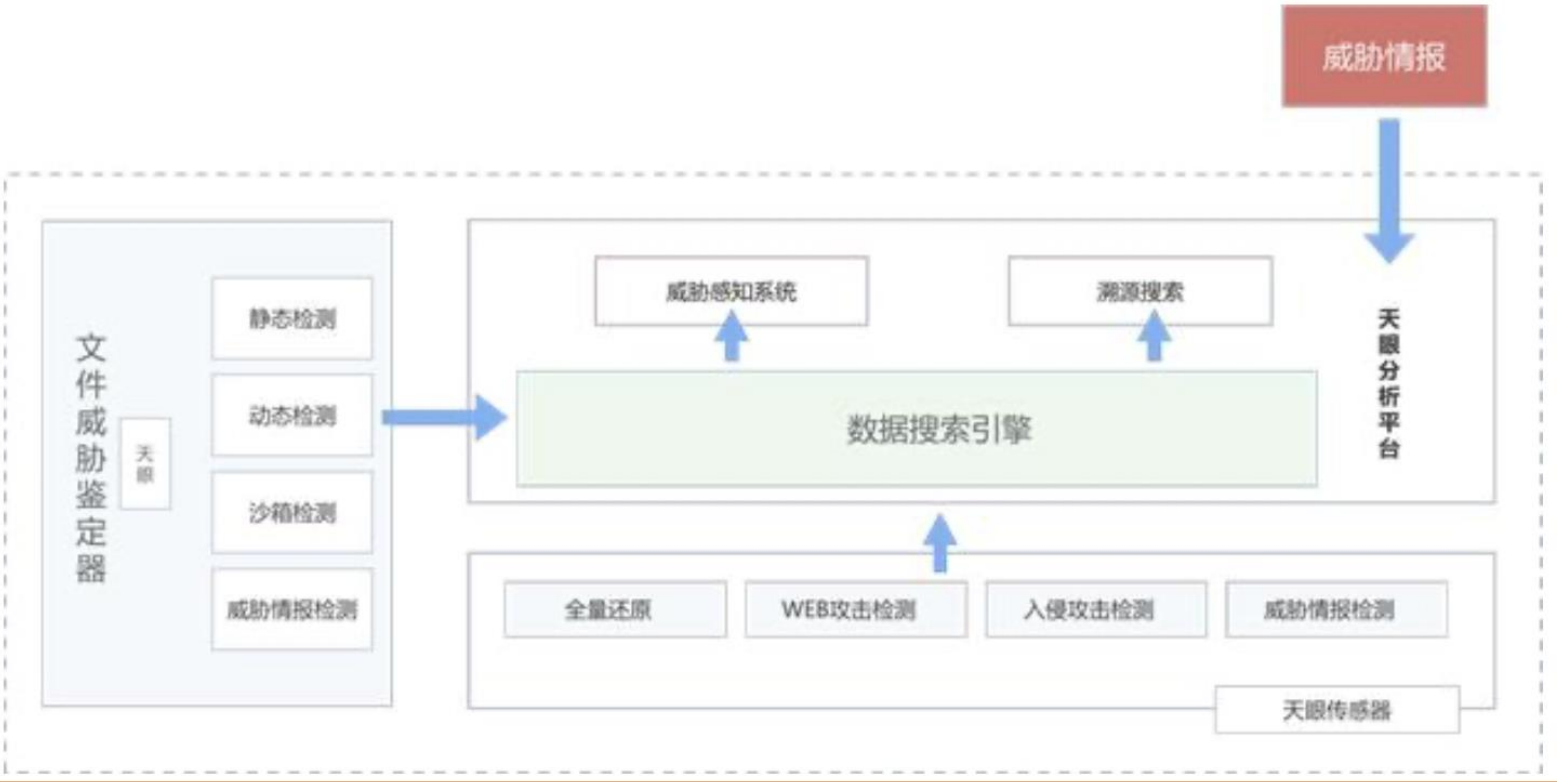 威胁情报
文件威胁鉴定器
天眼
静态检测
动态检测
沙箱检测
威胁情报检测
威胁感知系统
溯源搜索
数据搜索引擎
天眼分析平台
全量还原
WEB攻击检测
入侵攻击检测
威胁情报检测
天眼传感器